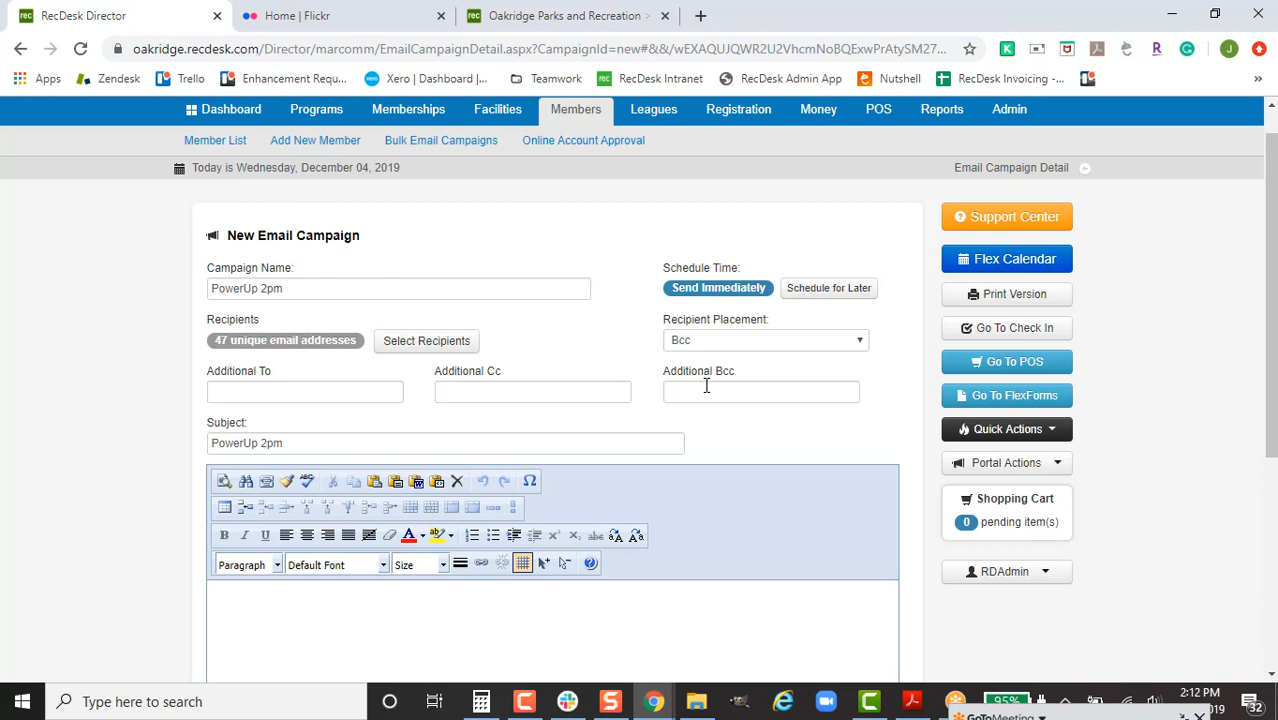 rec RecDesk Director
Home | Flickr
rec Oakridge Parks and Recreation >
oakridge.recdesk.com/Director/marcomm/EmailCampaignDetail.aspx?CampaignId=new#&&/wEXAQUJQWR2U2VhcmNoBQExwPrAtySM27...
J
Apps Zendesk Trello Enhancement Requ... Xero | Dashboard |... Teamwork rec RecDesk Intranet RecDesk Admin App Nutshell RecDesk Invoicing -... »
Dashboard Programs Memberships Facilities Members Leagues Registration Money POS Reports Admin
Member List Add New Member Bulk Email Campaigns Online Account Approval
Today is Wednesday, December 04, 2019 Email Campaign Detail
Support Center
New Email Campaign
Flex Calendar
Campaign Name: Schedule Time:
PowerUp 2pm Send Immediately Schedule for Later
Print Version
Recipients Recipient Placement:
Go To Check In
47 unique email addresses Select Recipients Bcc
Go To POS
Additional To Additional Cc Additional Bcc
Go To FlexForms
Subject:
Quick Actions
PowerUp 2pm
Portal Actions
Shopping Cart
0 pending item(s)
Paragraph Default Font Size
RDAdmin
Type here to search
95%
2:12 PM
2019
32
GoToMeeting